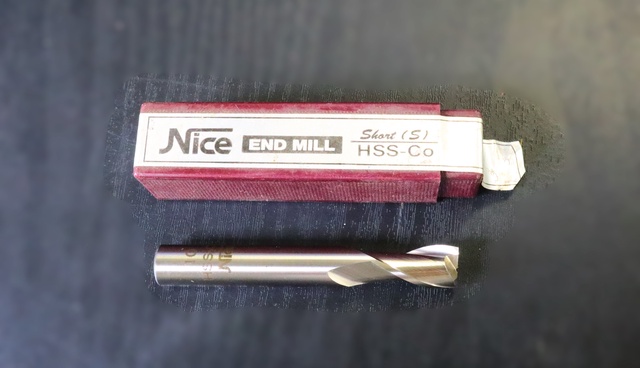 Nice END MILL Short (S)
HSS-Co